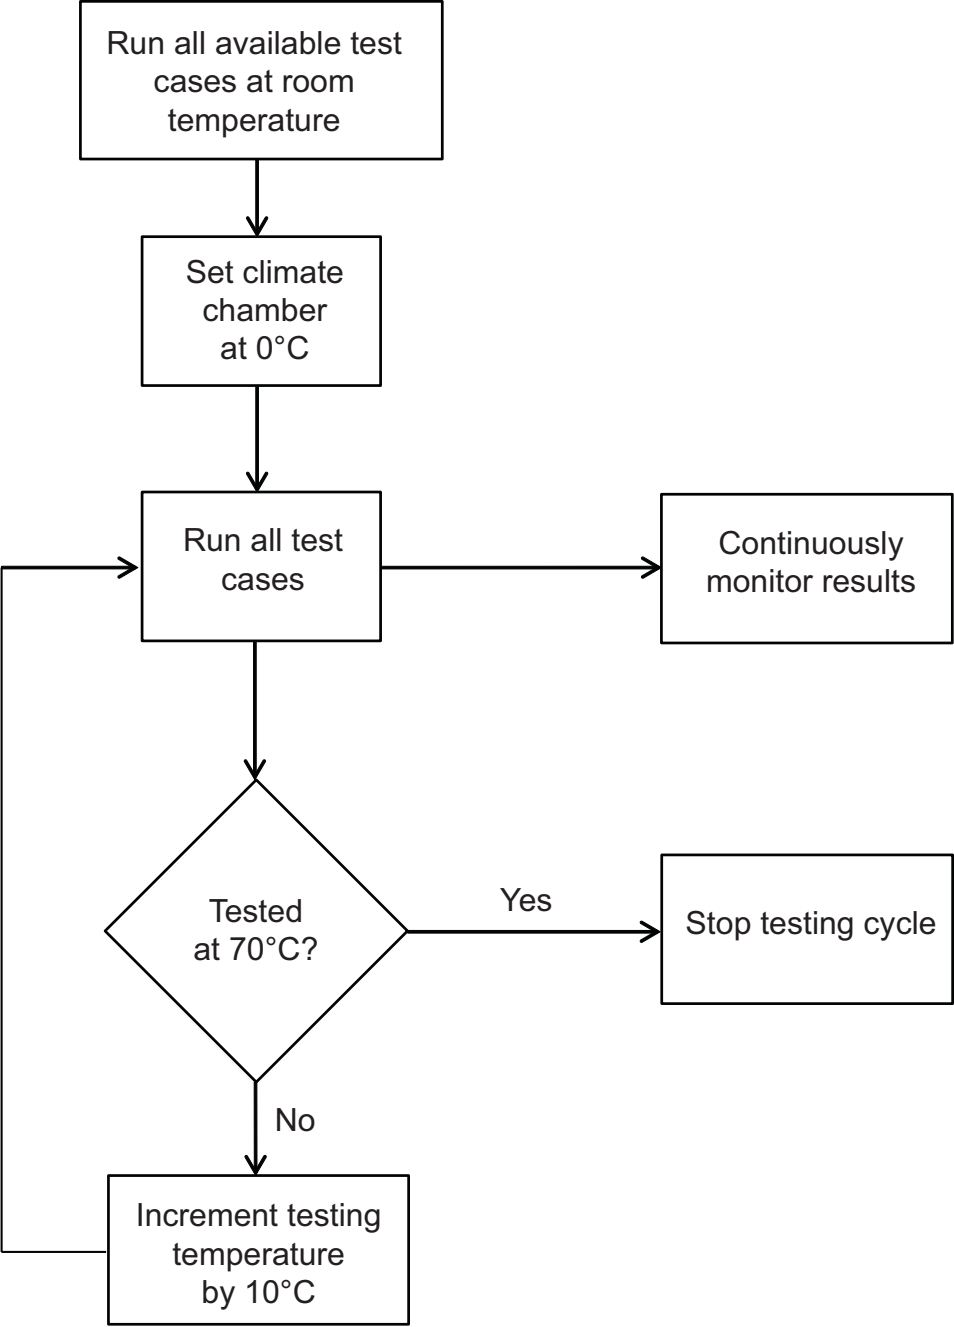 Run all available test
cases at room
temperature
Set climate
chamber
at 0°C
Run all test
cases
Continuously
monitor results
Tested
at 70°C?
Yes
Stop testing cycle
No
Increment testing
temperature
by 10°C